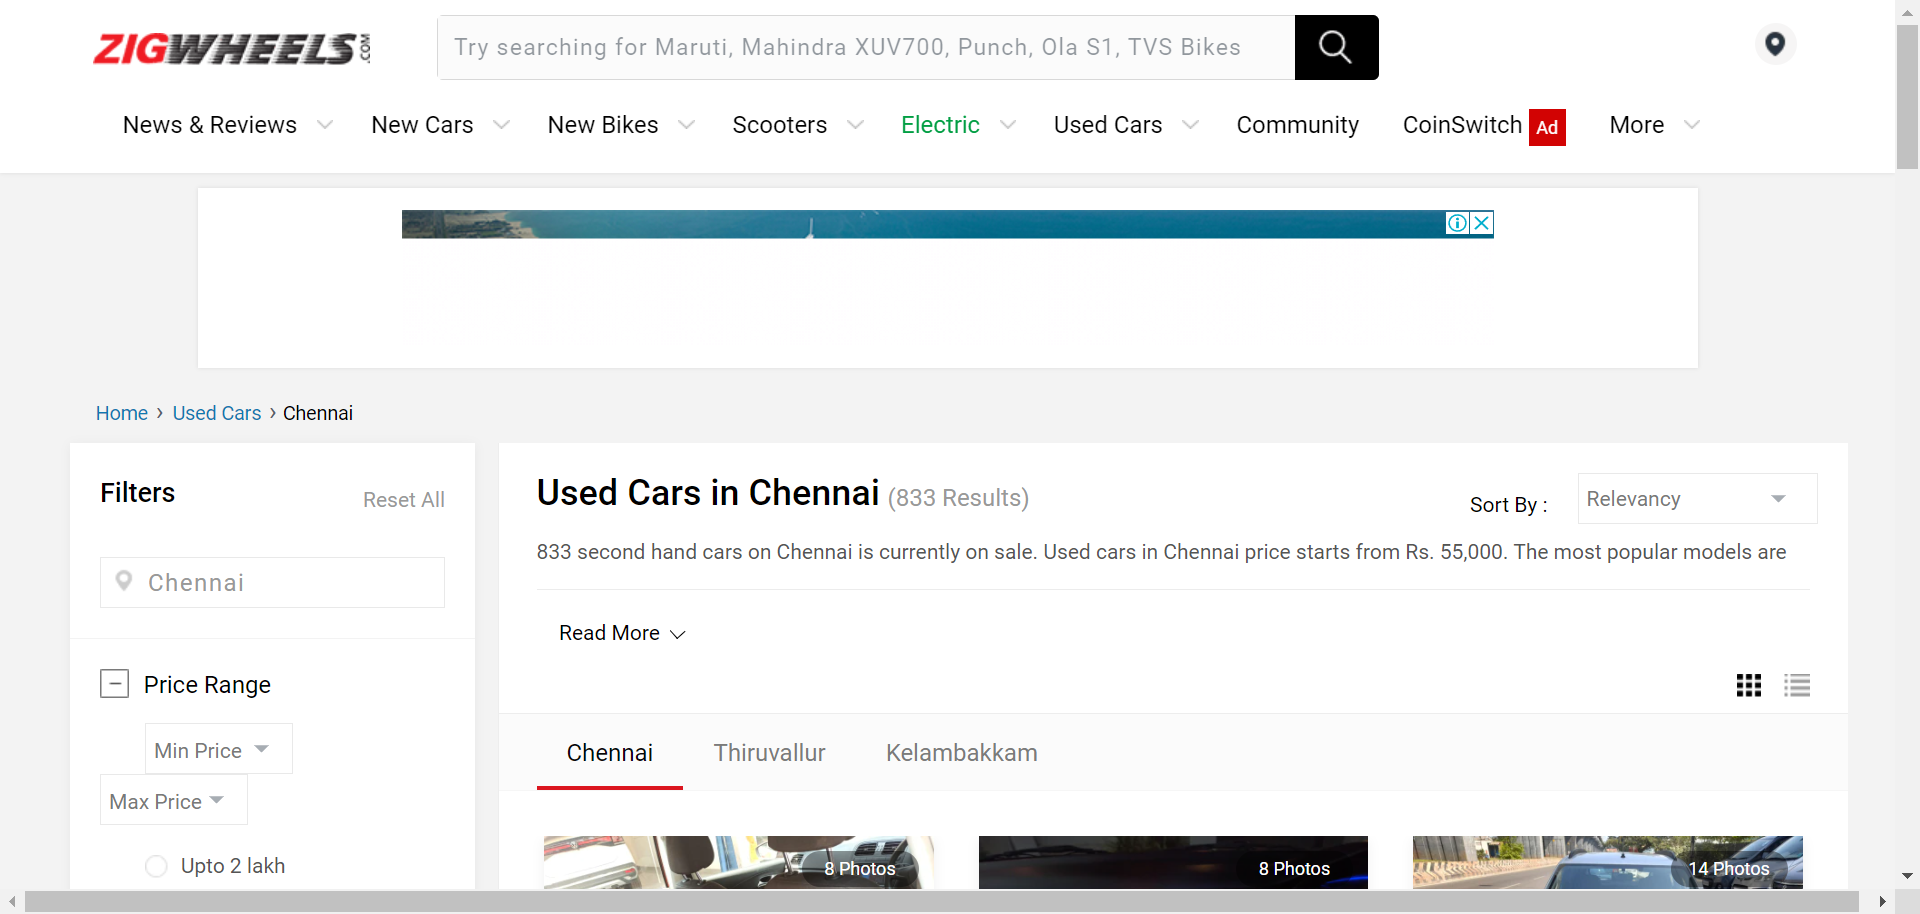 ZIGWHEELS.COM
Try searching for Maruti, Mahindra XUV700, Punch, Ola S1, TVS Bikes
News & Reviews New Cars New Bikes Scooters Electric Used Cars Community CoinSwitch Ad More
Home › Used Cars › Chennai
Filters
Reset All
Chennai
Price Range
Min Price
Max Price
Upto 2 lakh
Used Cars in Chennai (833 Results)
Sort By :
Relevancy
833 second hand cars on Chennai is currently on sale. Used cars in Chennai price starts from Rs. 55,000. The most popular models are
Read More
Chennai Thiruvallur Kelambakkam
8 Photos
8 Photos
14 Photos